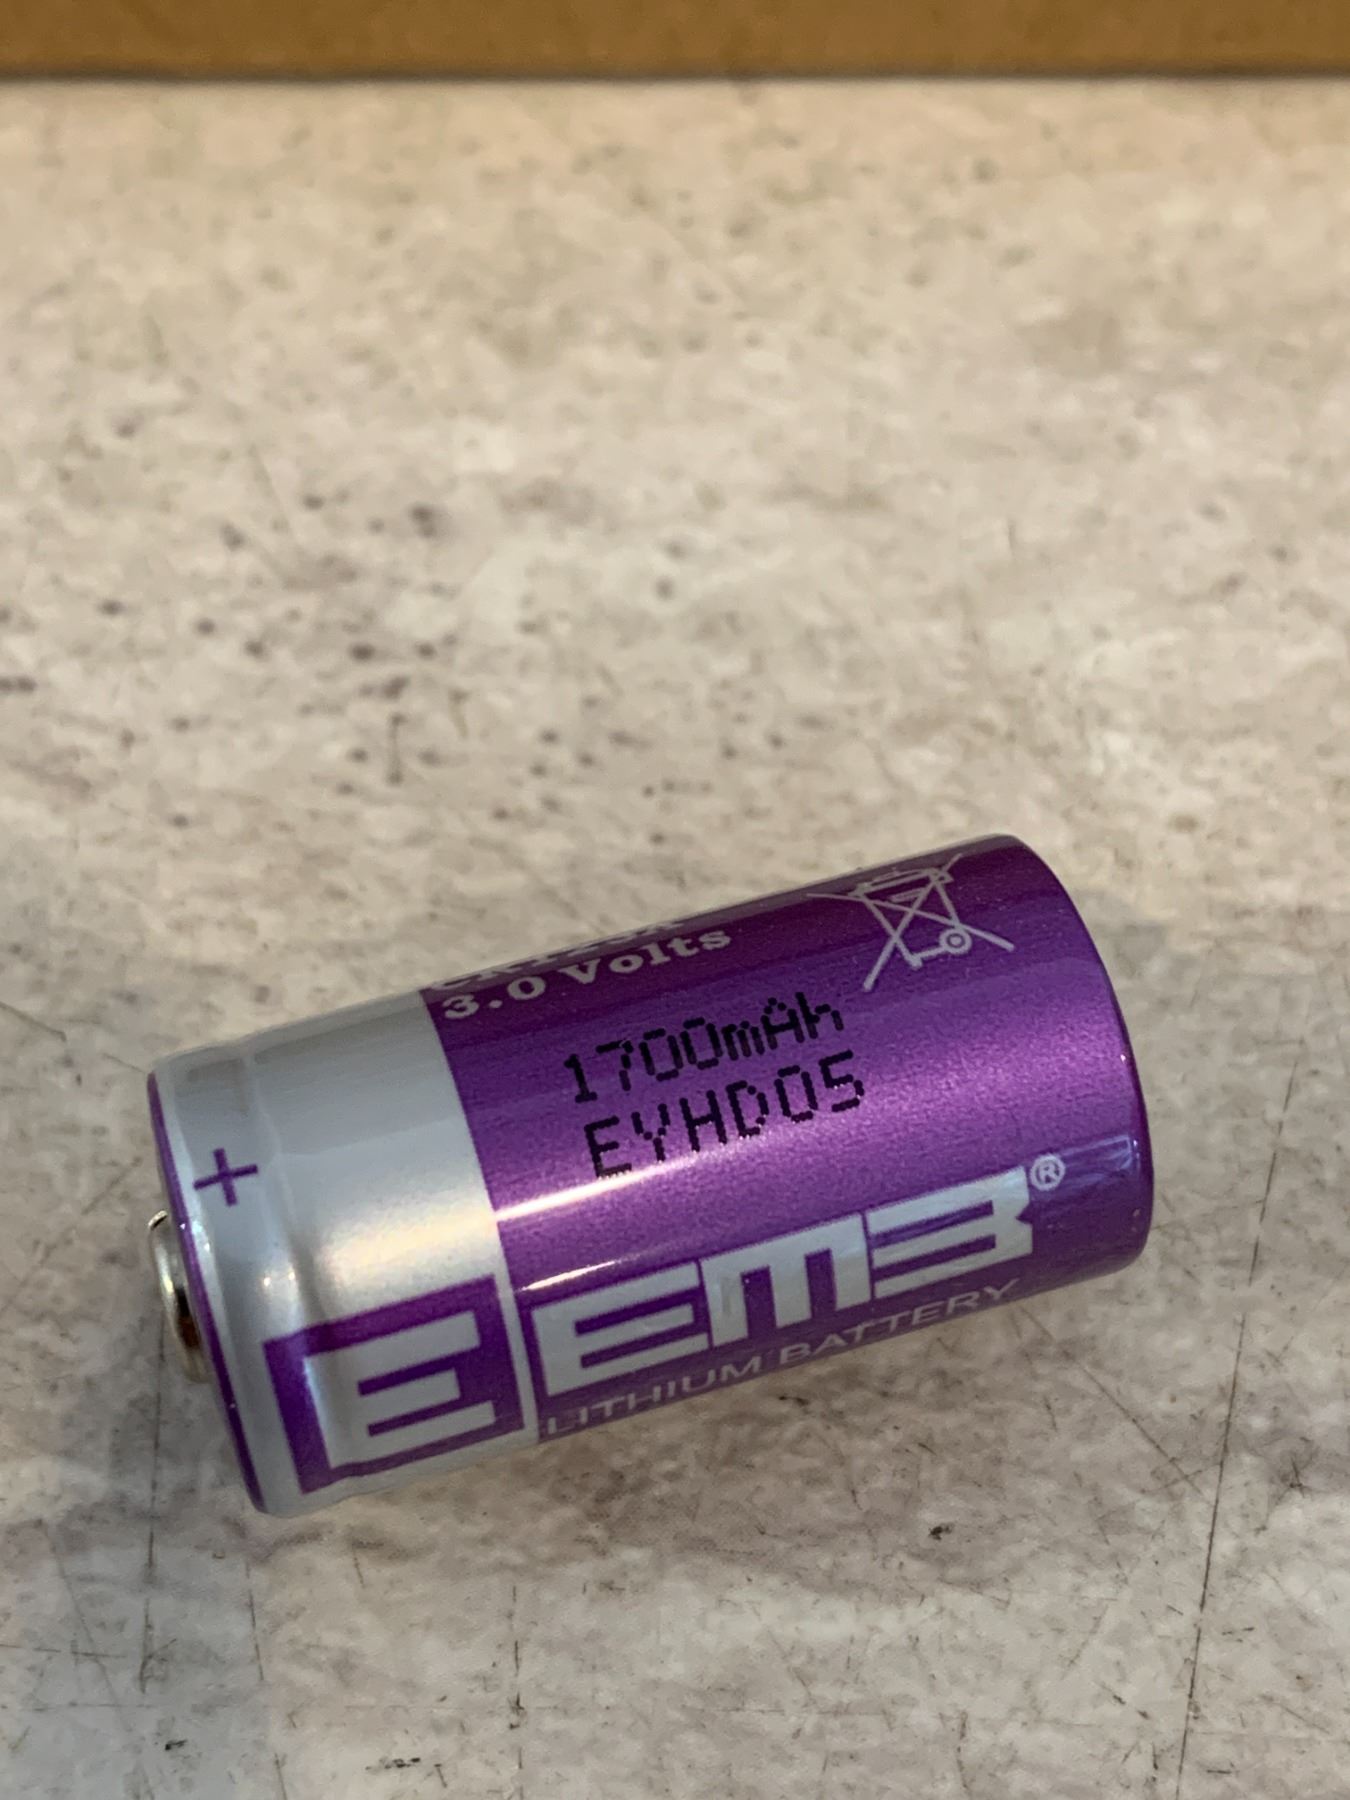 3.0 Volts
1700mAh
EYHD05
+
E
EEMB®
LITHIUM BATTERY